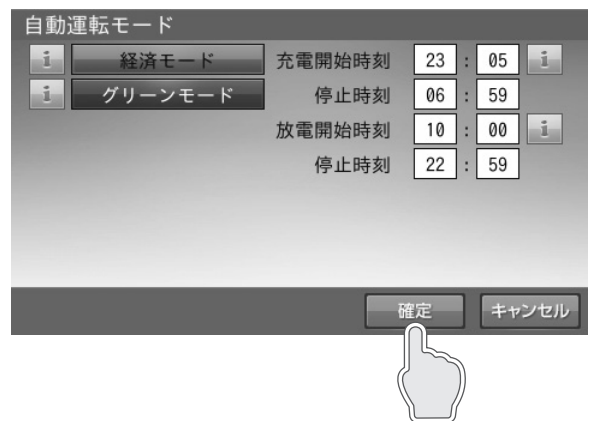 自動運転モード
i 経済モード 充電開始時刻 23 : 05 i
i グリーンモード 停止時刻 06 : 59
放電開始時刻 10 : 00 i
停止時刻 22 : 59
確定 キャンセル